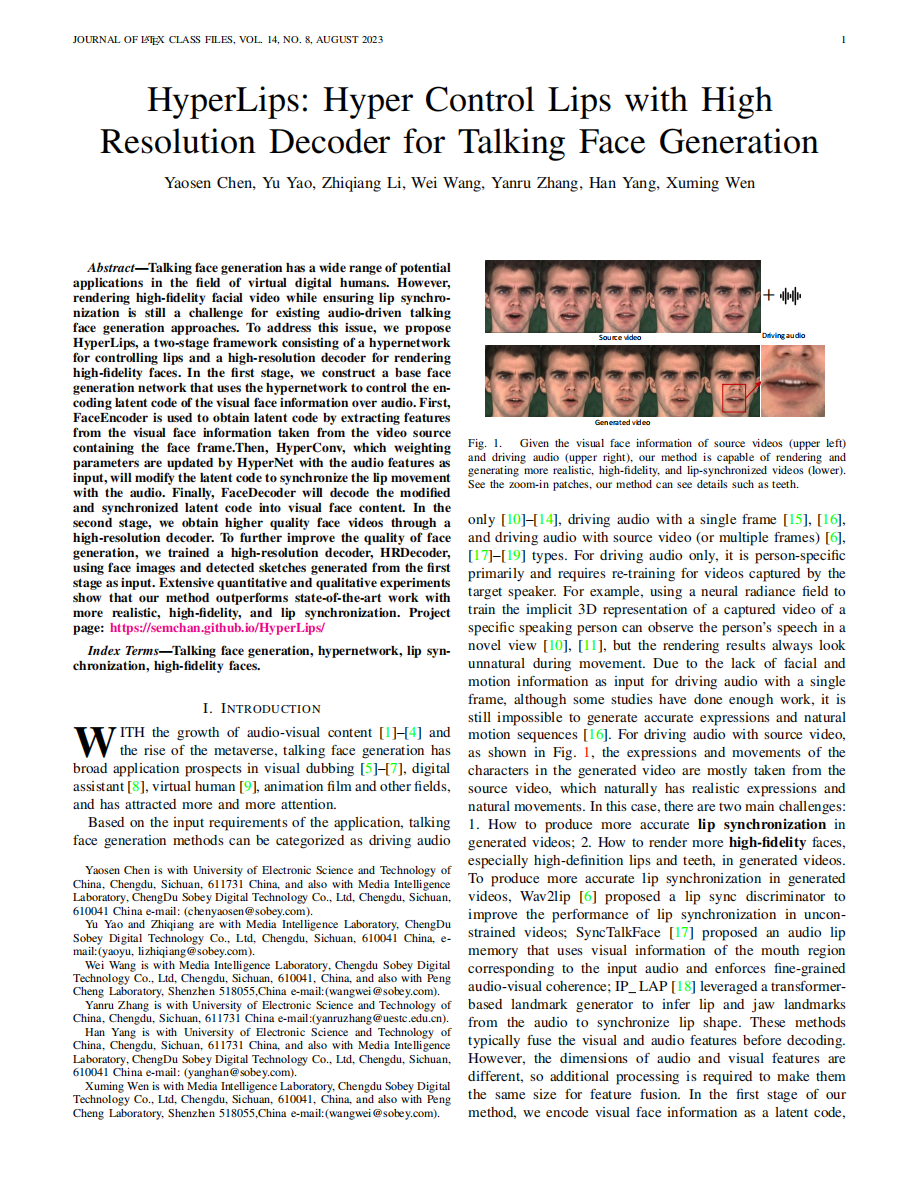 JOURNAL OF LATEX CLASS FILES, VOL. 14, NO. 8, AUGUST 2023
1
HyperLips: Hyper Control Lips with High
Resolution Decoder for Talking Face Generation
Yaosen Chen, Yu Yao, Zhiqiang Li, Wei Wang, Yanru Zhang, Han Yang, Xuming Wen
Abstract—Talking face generation has a wide range of potential
applications in the field of virtual digital humans. However,
rendering high-fidelity facial video while ensuring lip synchro-
nization is still a challenge for existing audio-driven talking
face generation approaches. To address this issue, we propose
HyperLips, a two-stage framework consisting of a hypernetwork
for controlling lips and a high-resolution decoder for rendering
high-fidelity faces. In the first stage, we construct a base face
generation network that uses the hypernetwork to control the en-
coding latent code of the visual face information over audio. First,
FaceEncoder is used to obtain latent code by extracting features
from the visual face information taken from the video source
containing the face frame.Then, HyperConv, which weighting
parameters are updated by HyperNet with the audio features as
input, will modify the latent code to synchronize the lip movement
with the audio. Finally, FaceDecoder will decode the modified
and synchronized latent code into visual face content. In the
second stage, we obtain higher quality face videos through a
high-resolution decoder. To further improve the quality of face
generation, we trained a high-resolution decoder, HRDecoder,
using face images and detected sketches generated from the first
stage as input. Extensive quantitative and qualitative experiments
show that our method outperforms state-of-the-art work with
more realistic, high-fidelity, and lip synchronization. Project
page: https://semchan.github.io/HyperLips/
Index Terms—Talking face generation, hypernetwork, lip syn-
chronization, high-fidelity faces.
I. INTRODUCTION
WITH the growth of audio-visual content [1]–[4] and
the rise of the metaverse, talking face generation has
broad application prospects in visual dubbing [5]–[7], digital
assistant [8], virtual human [9], animation film and other fields,
and has attracted more and more attention.
Based on the input requirements of the application, talking
face generation methods can be categorized as driving audio
Yaosen Chen is with University of Electronic Science and Technology of
China, Chengdu, Sichuan, 611731 China, and also with Media Intelligence
Laboratory, ChengDu Sobey Digital Technology Co., Ltd, Chengdu, Sichuan,
610041 China e-mail: (chenyaosen@sobey.com).
Yu Yao and Zhiqiang are with Media Intelligence Laboratory, ChengDu
Sobey Digital Technology Co., Ltd, Chengdu, Sichuan, 610041 China, e-
mail:(yaoyu, lizhiqiang@sobey.com).
Wei Wang is with Media Intelligence Laboratory, Chengdu Sobey Digital
Technology Co., Ltd, Chengdu, Sichuan, 610041, China, and also with Peng
Cheng Laboratory, Shenzhen 518055,China e-mail:(wangwei@sobey.com).
Yanru Zhang is with University of Electronic Science and Technology of
China, Chengdu, Sichuan, 611731 China e-mail:(yanruzhang@uestc.edu.cn).
Han Yang is with University of Electronic Science and Technology of
China, Chengdu, Sichuan, 611731 China, and also with Media Intelligence
Laboratory, ChengDu Sobey Digital Technology Co., Ltd, Chengdu, Sichuan,
610041 China e-mail: (yanghan@sobey.com).
Xuming Wen is with Media Intelligence Laboratory, Chengdu Sobey Digital
Technology Co., Ltd, Chengdu, Sichuan, 610041, China, and also with Peng
Cheng Laboratory, Shenzhen 518055,China e-mail:(wangwei@sobey.com).
Source video
Driving audio
Generated video
Fig. 1. Given the visual face information of source videos (upper left)
and driving audio (upper right), our method is capable of rendering and
generating more realistic, high-fidelity, and lip-synchronized videos (lower).
See the zoom-in patches, our method can see details such as teeth.
only [10]–[14], driving audio with a single frame [15], [16],
and driving audio with source video (or multiple frames) [6],
[17]–[19] types. For driving audio only, it is person-specific
primarily and requires re-training for videos captured by the
target speaker. For example, using a neural radiance field to
train the implicit 3D representation of a captured video of a
specific speaking person can observe the person's speech in a
novel view [10], [11], but the rendering results always look
unnatural during movement. Due to the lack of facial and
motion information as input for driving audio with a single
frame, although some studies have done enough work, it is
still impossible to generate accurate expressions and natural
motion sequences [16]. For driving audio with source video,
as shown in Fig. 1, the expressions and movements of the
characters in the generated video are mostly taken from the
source video, which naturally has realistic expressions and
natural movements. In this case, there are two main challenges:
1. How to produce more accurate lip synchronization in
generated videos; 2. How to render more high-fidelity faces,
especially high-definition lips and teeth, in generated videos.
To produce more accurate lip synchronization in generated
videos, Wav2lip [6] proposed a lip sync discriminator to
improve the performance of lip synchronization in uncon-
strained videos; SyncTalkFace [17] proposed an audio lip
memory that uses visual information of the mouth region
corresponding to the input audio and enforces fine-grained
audio-visual coherence; IP_LAP [18] leveraged a transformer-
based landmark generator to infer lip and jaw landmarks
from the audio to synchronize lip shape. These methods
typically fuse the visual and audio features before decoding.
However, the dimensions of audio and visual features are
different, so additional processing is required to make them
the same size for feature fusion. In the first stage of our
method, we encode visual face information as a latent code,